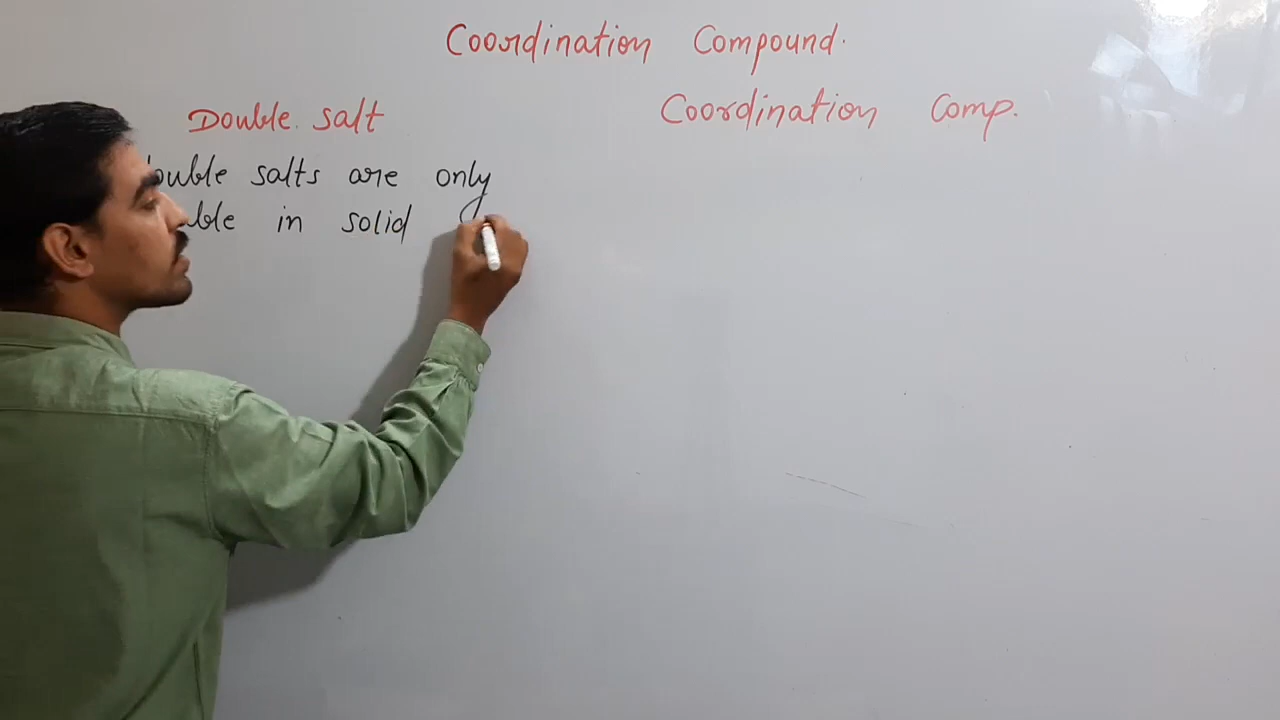 Coordination Compound.
Double salt
Coordination Comp.
ouble salts are only
ble in solid